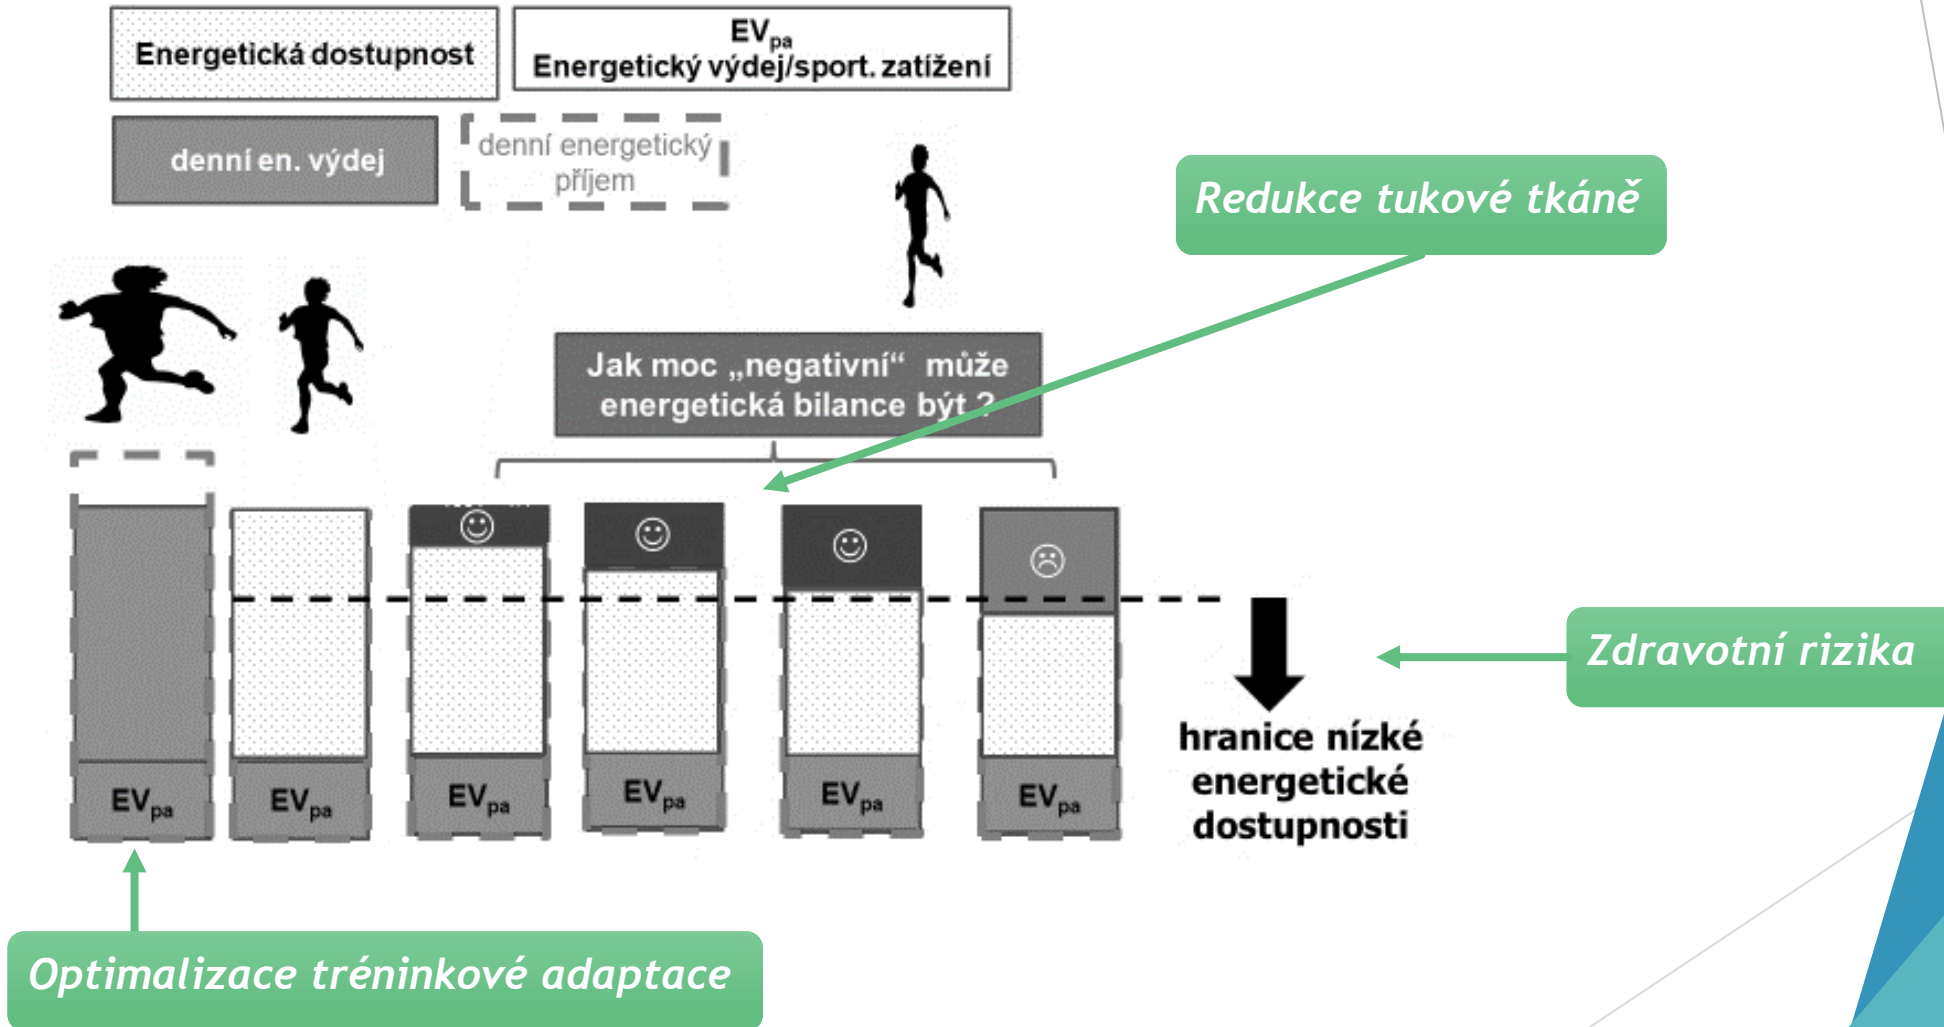 Energetická dostupnost
EVpa
Energetický výdej/sport. zatížení
denní en. výdej
denní energetický
příjem
Redukce tukové tkáně
Jak moc „negativní“ může
energetická bilance být ?
Zdravotní rizika
hranice nízké
energetické
dostupnosti
EVpa
EVpa
EVpa
EVpa
EVpa
EVpa
Optimalizace tréninkové adaptace